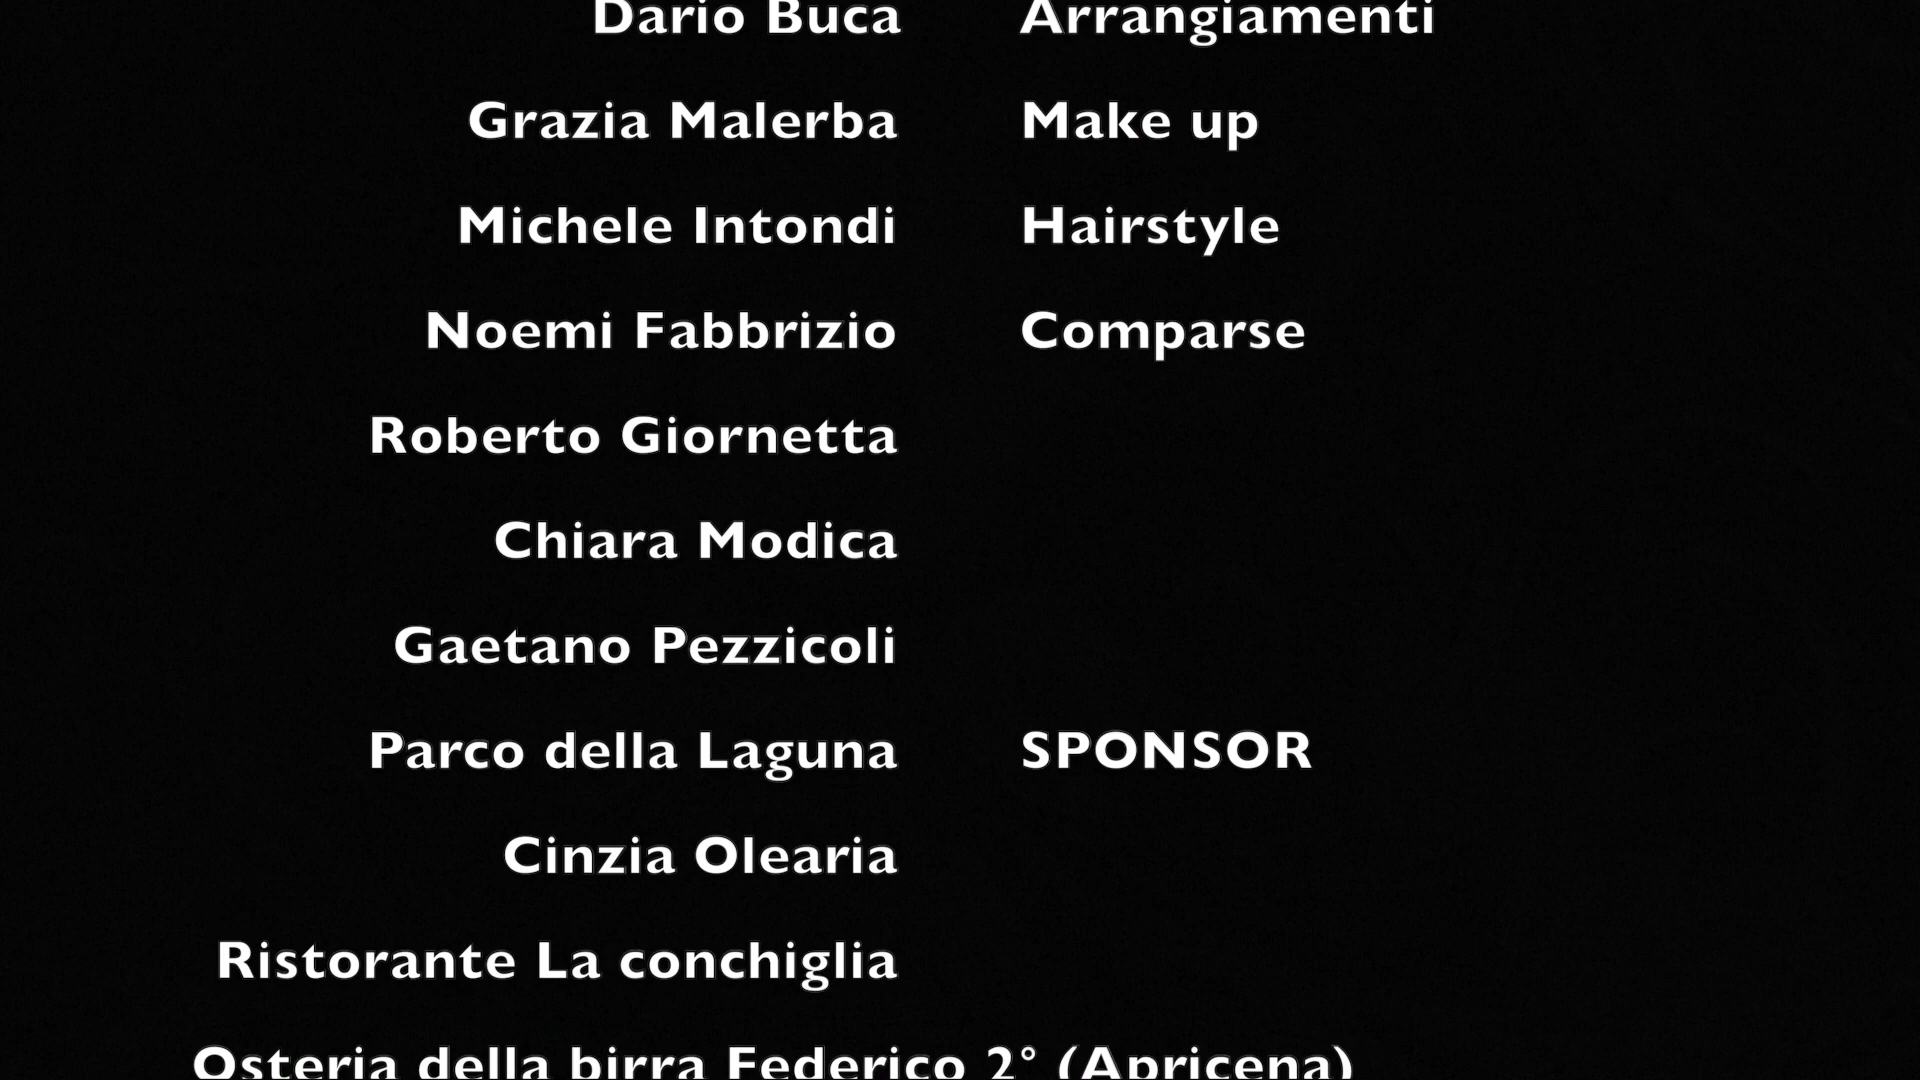 Dario Buca Arrangiamenti
Grazia Malerba Make up
Michele Intondi Hairstyle
Noemi Fabbrizio Comparse
Roberto Giornetta
Chiara Modica
Gaetano Pezzicoli
Parco della Laguna SPONSOR
Cinzia Olearia
Ristorante La conchiglia
Osteria della birra Federico 2° (Apricena)